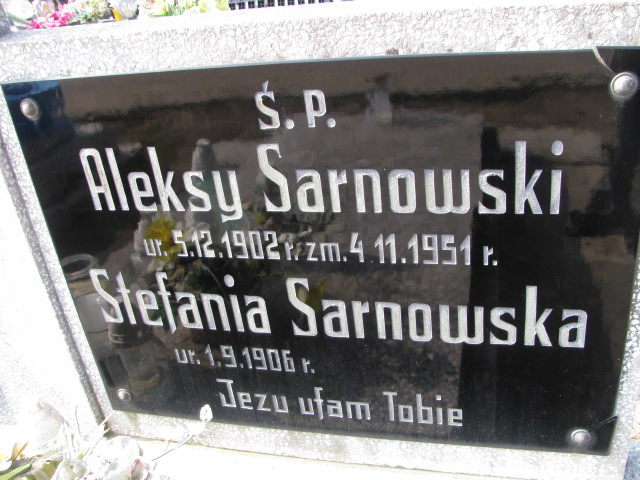 Ś. P.
Aleksy Sarnowski
ur. 5.12.1902 r. zm. 4 11.1951 r.
Stefania Sarnowska
ur. 1.9.1906 r.
Jezu ufam Tobie